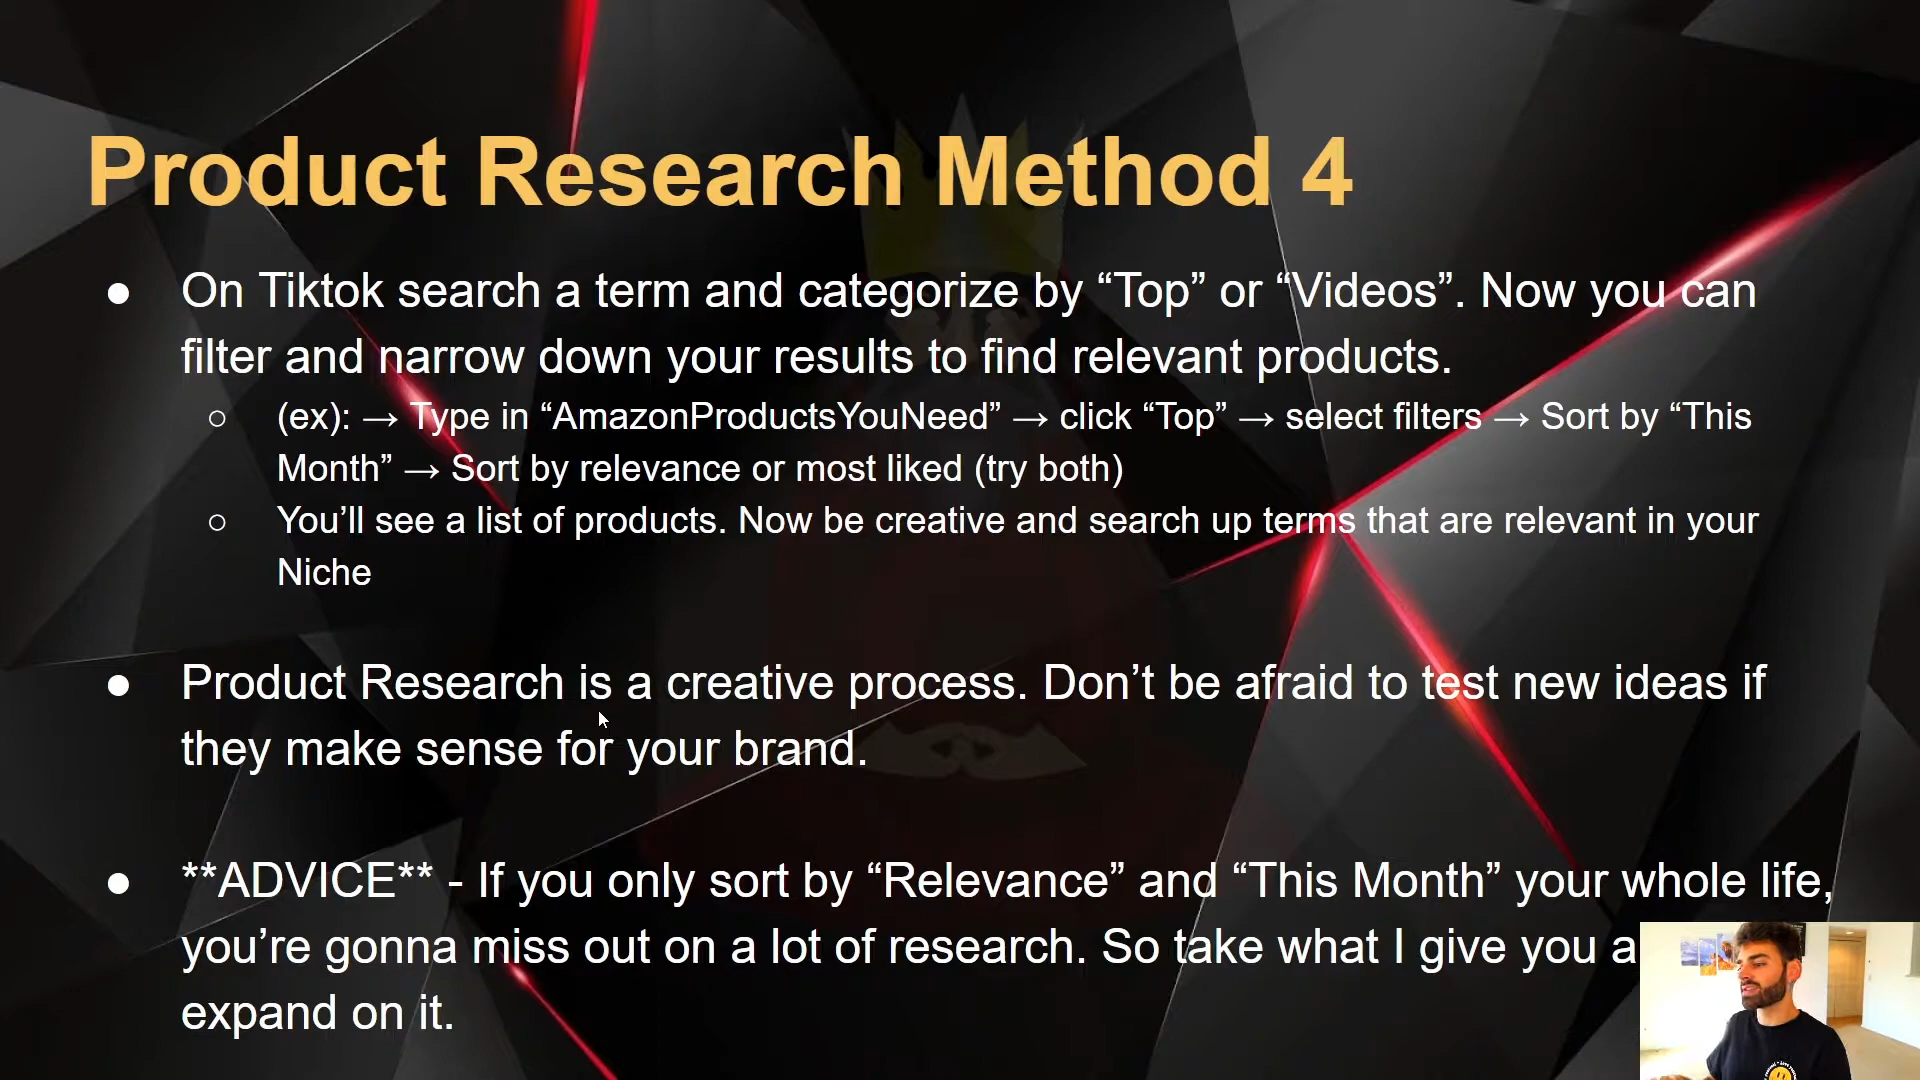 Product Research Method 4
● On Tiktok search a term and categorize by “Top” or “Videos”. Now you can
filter and narrow down your results to find relevant products.
○ (ex): → Type in “AmazonProductsYouNeed” → click “Top” → select filters → Sort by “This
Month” → Sort by relevance or most liked (try both)
○ You’ll see a list of products. Now be creative and search up terms that are relevant in your
Niche
● Product Research is a creative process. Don’t be afraid to test new ideas if
they make sense for your brand.
● **ADVICE** - If you only sort by “Relevance” and “This Month” your whole life,
you’re gonna miss out on a lot of research. So take what I give you
expand on it.